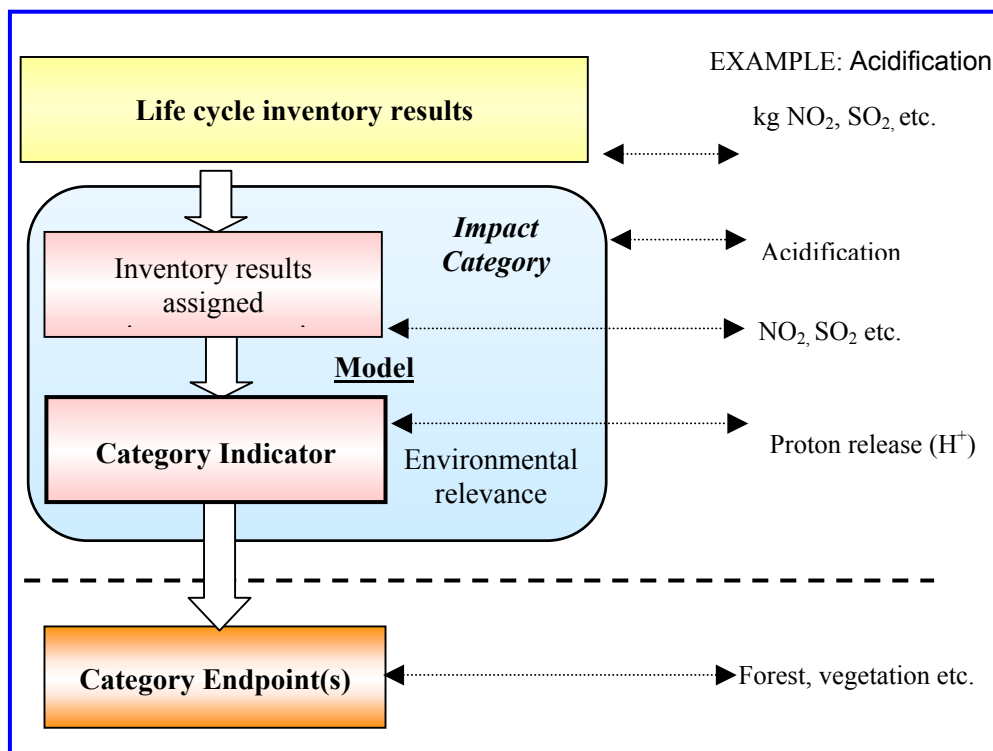 EXAMPLE: Acidification
Life cycle inventory results
kg NO₂, SO₂, etc.
Impact
Category
Acidification
Inventory results
assigned
NO₂, SO₂ etc.
Model
Category Indicator
Environmental
relevance
Proton release (H⁺)
Category Endpoint(s)
Forest, vegetation etc.